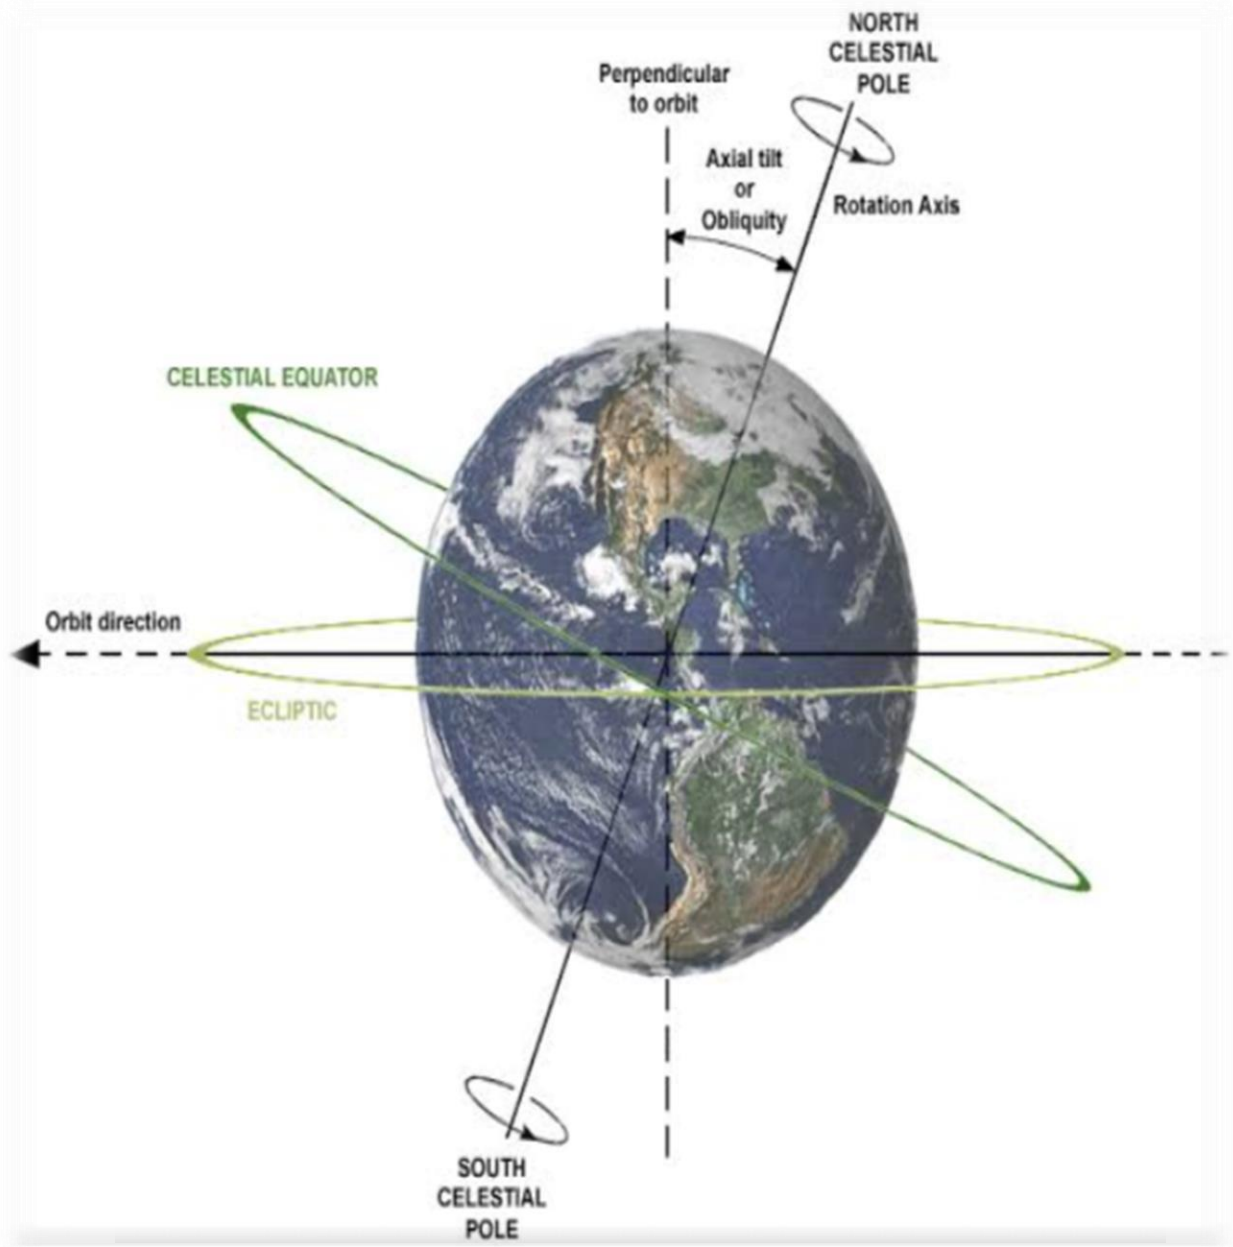 NORTH
CELESTIAL
POLE
Perpendicular
to orbit
Axial tilt
or
Obliquity
Rotation Axis
CELESTIAL EQUATOR
Orbit direction
ECLIPTIC
SOUTH
CELESTIAL
POLE